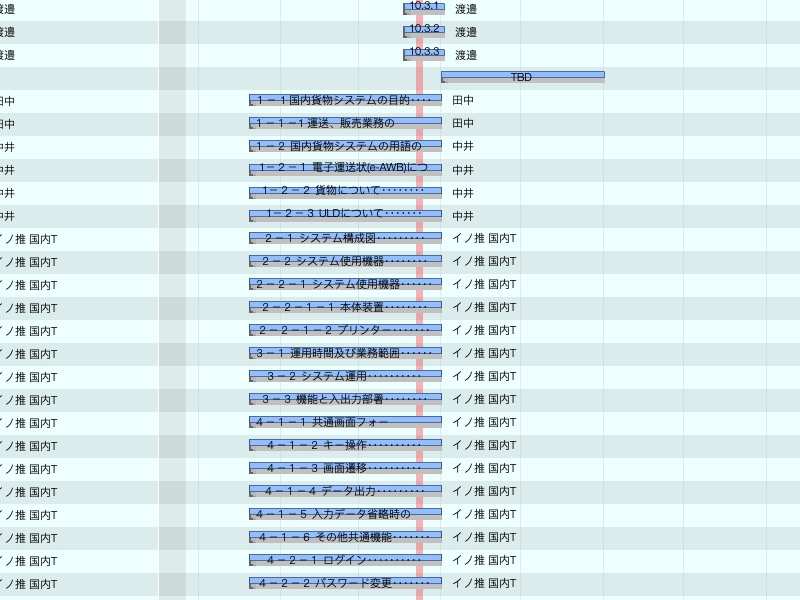 渡邉 10.3.1 渡邉
渡邉 10.3.2 渡邉
渡邉 10.3.3 渡邉
TBD
田中 １－１国内貨物システムの目的‥‥ 田中
田中 １－１－１運送、販売業務の 田中
中井 １－２ 国内貨物システムの用語の 中井
中井 １－２－１ 電子運送状(e-AWB)につ 中井
中井 １－２－２ 貨物について‥‥‥‥ 中井
中井 １－２－３ ULDについて‥‥‥‥ 中井
イノ推 国内T ２－１ システム構成図‥‥‥‥‥ イノ推 国内T
イノ推 国内T ２－２ システム使用機器‥‥‥‥ イノ推 国内T
イノ推 国内T ２－２－１ システム使用機器‥‥‥ イノ推 国内T
イノ推 国内T ２－２－１－１ 本体装置‥‥‥‥ イノ推 国内T
イノ推 国内T ２－２－１－２ プリンター‥‥‥‥ イノ推 国内T
イノ推 国内T ３－１ 運用時間及び業務範囲‥‥‥ イノ推 国内T
イノ推 国内T ３－２ システム運用‥‥‥‥‥ イノ推 国内T
イノ推 国内T ３－３ 機能と入出力部署‥‥‥‥ イノ推 国内T
イノ推 国内T ４－１－１ 共通画面フォー イノ推 国内T
イノ推 国内T ４－１－２ キー操作‥‥‥‥‥ イノ推 国内T
イノ推 国内T ４－１－３ 画面遷移‥‥‥‥‥ イノ推 国内T
イノ推 国内T ４－１－４ データ出力‥‥‥‥‥ イノ推 国内T
イノ推 国内T ４－１－５ 入力データ省略時の イノ推 国内T
イノ推 国内T ４－１－６ その他共通機能‥‥‥‥ イノ推 国内T
イノ推 国内T ４－２－１ ログイン‥‥‥‥‥ イノ推 国内T
イノ推 国内T ４－２－２ パスワード変更‥‥‥‥ イノ推 国内T